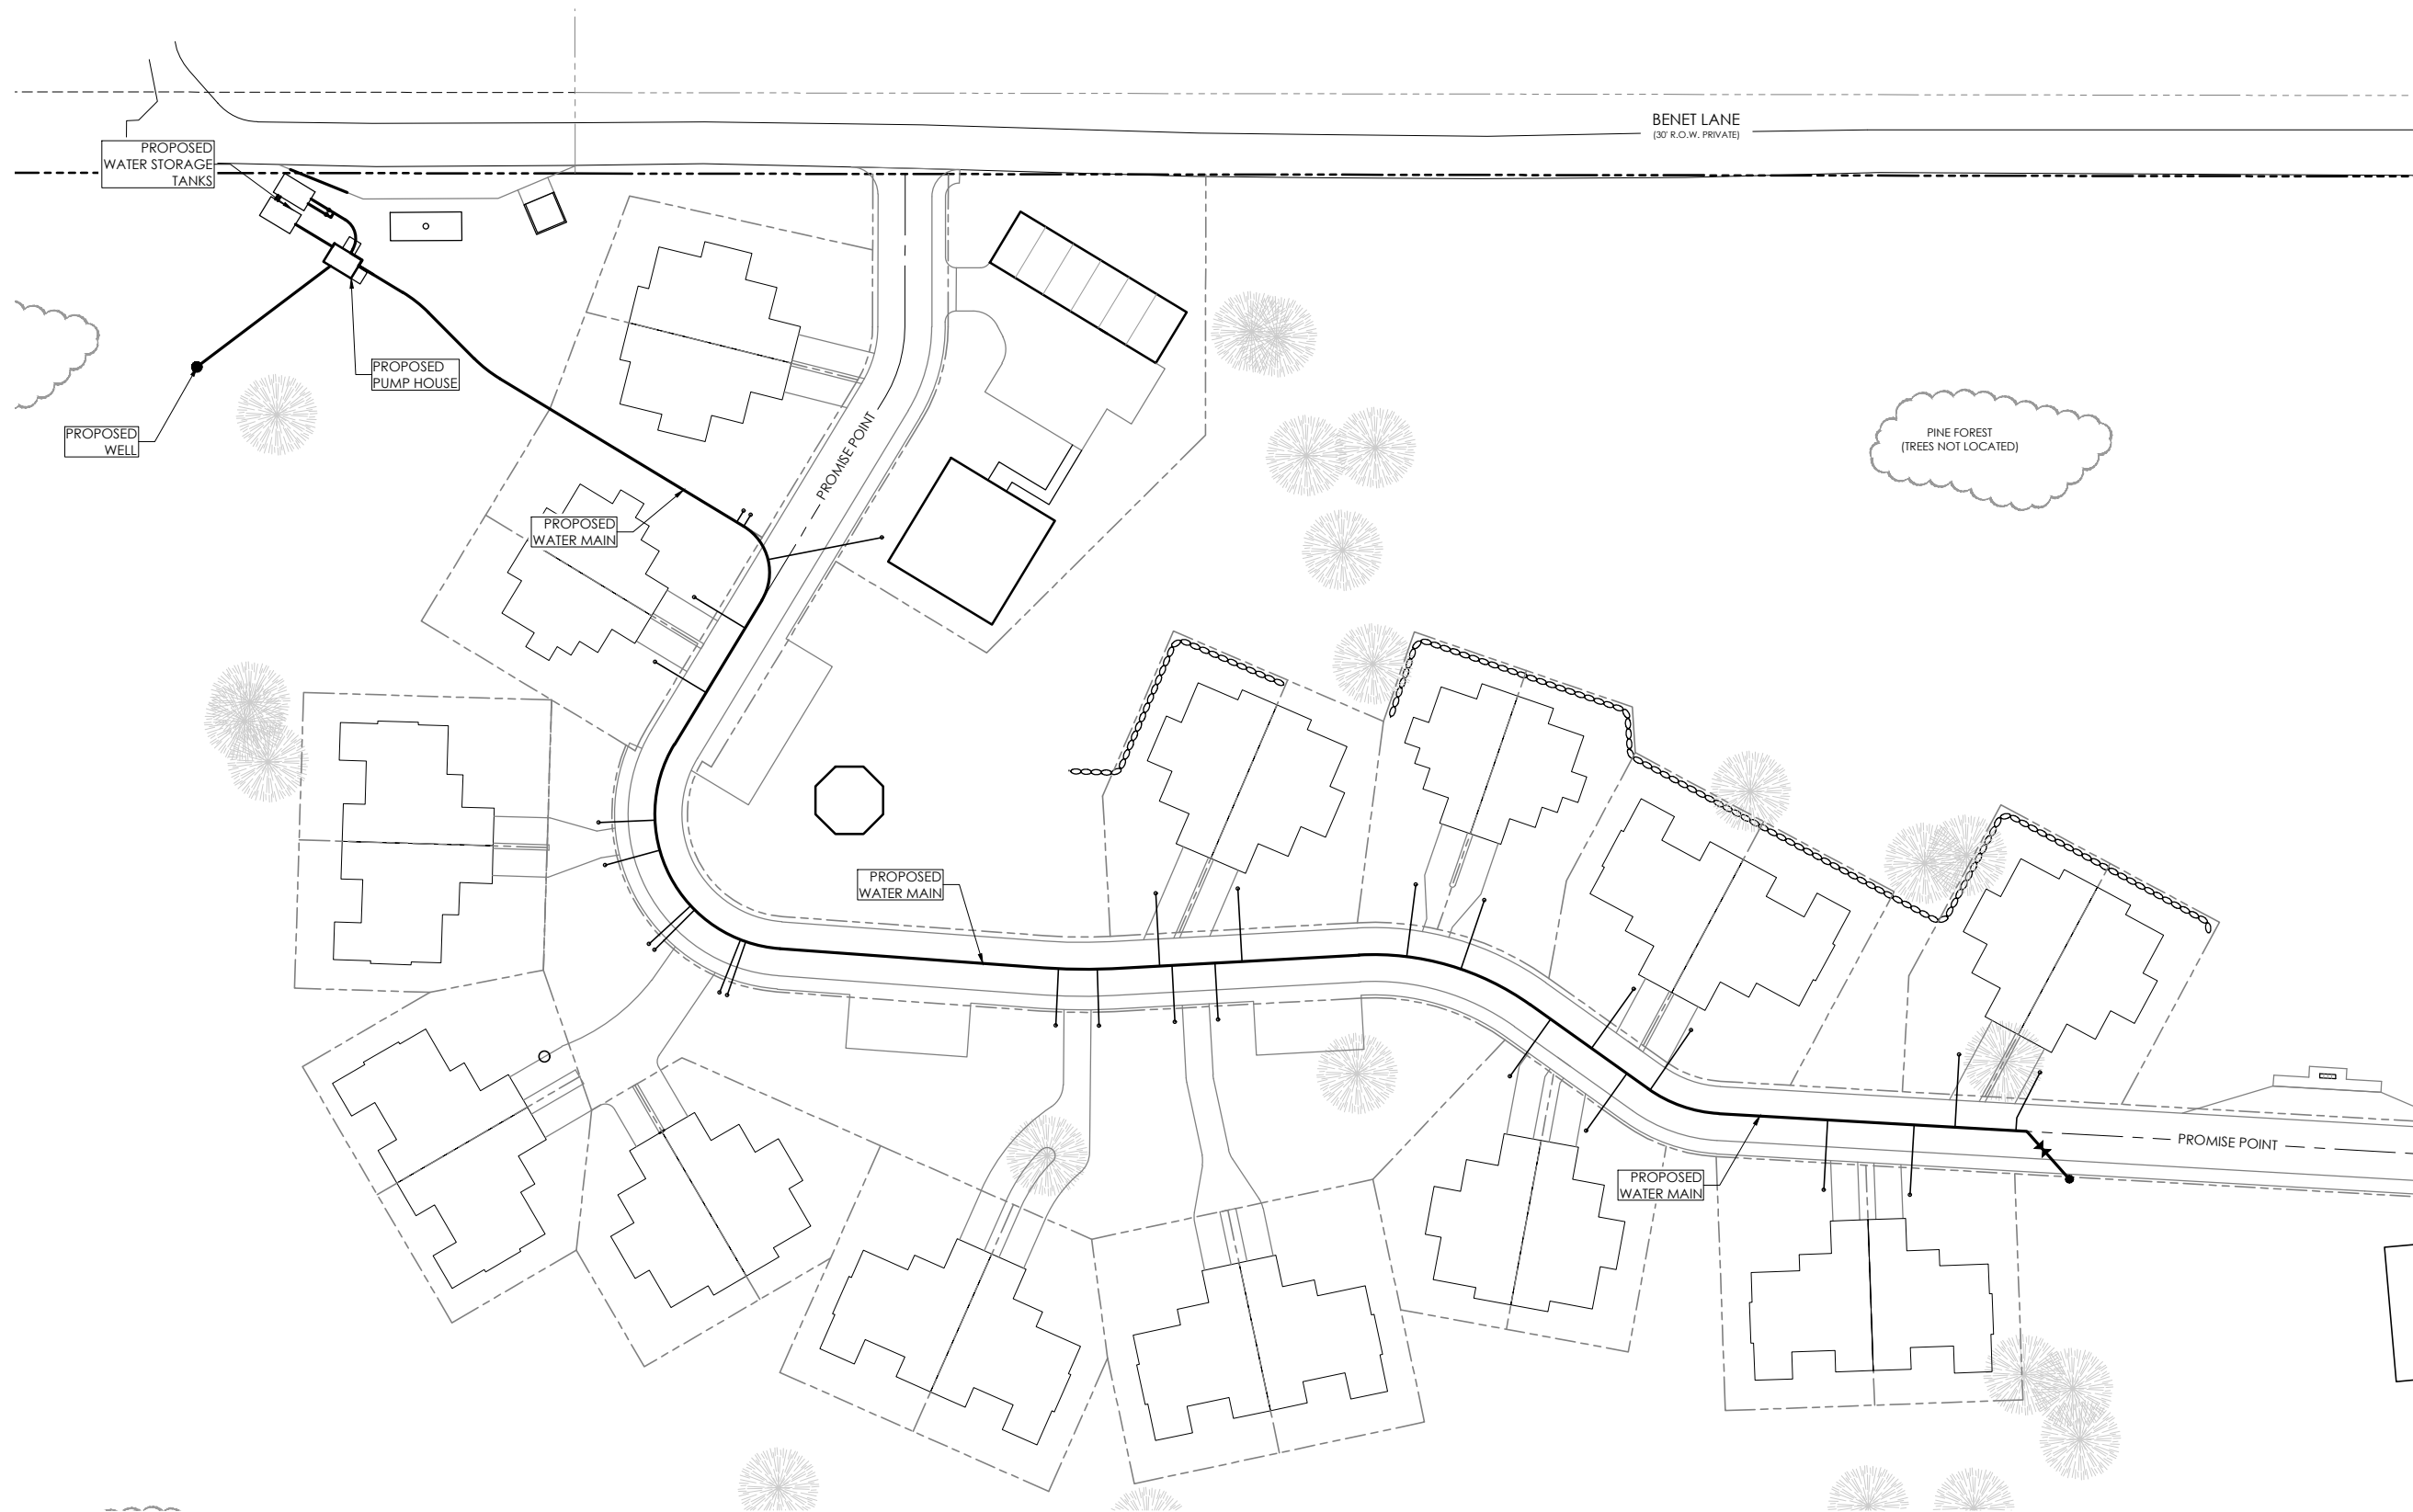 BENET LANE
(30' R.O.W. PRIVATE)
PROPOSED
WATER STORAGE
TANKS
PROPOSED
PUMP HOUSE
PROPOSED
WELL
PROMISE POINT
PINE FOREST
(TREES NOT LOCATED)
PROPOSED
WATER MAIN
PROPOSED
WATER MAIN
PROMISE POINT
PROPOSED
WATER MAIN